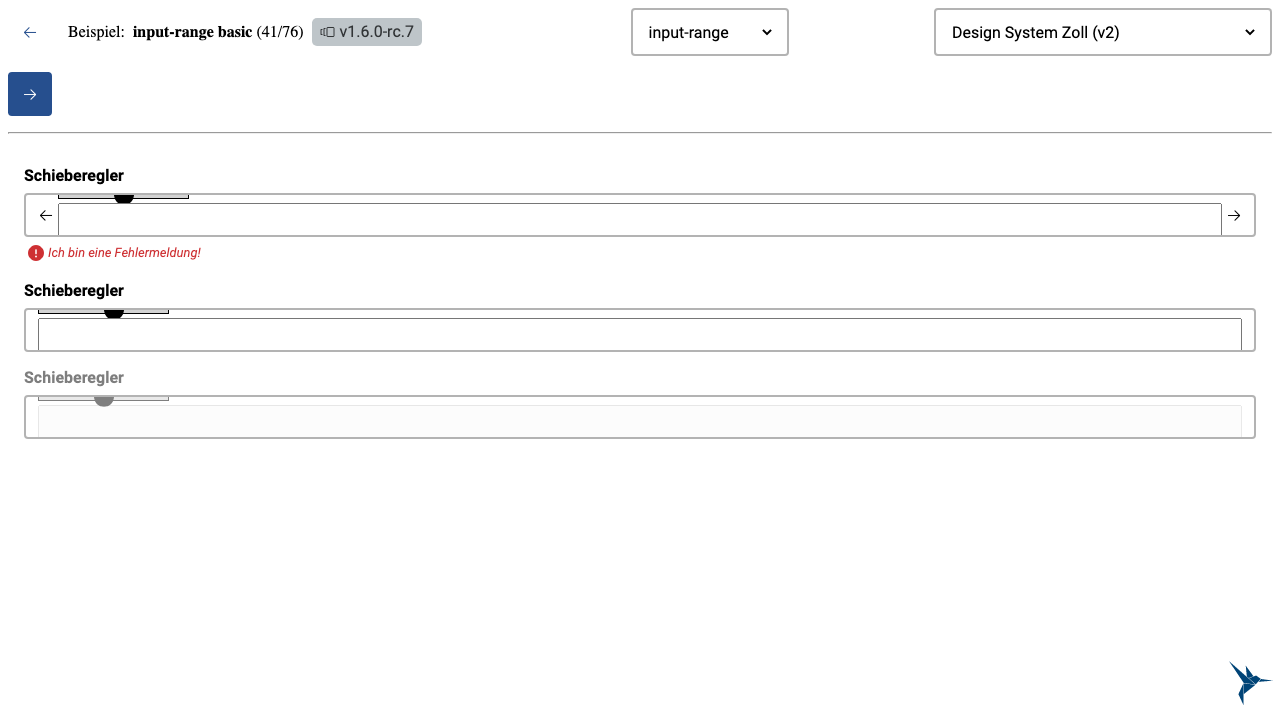 Beispiel: input-range basic (41/76) v1.6.0-rc.7 input-range Design System Zoll (v2)
Schieberegler
Ich bin eine Fehlermeldung!
Schieberegler
Schieberegler